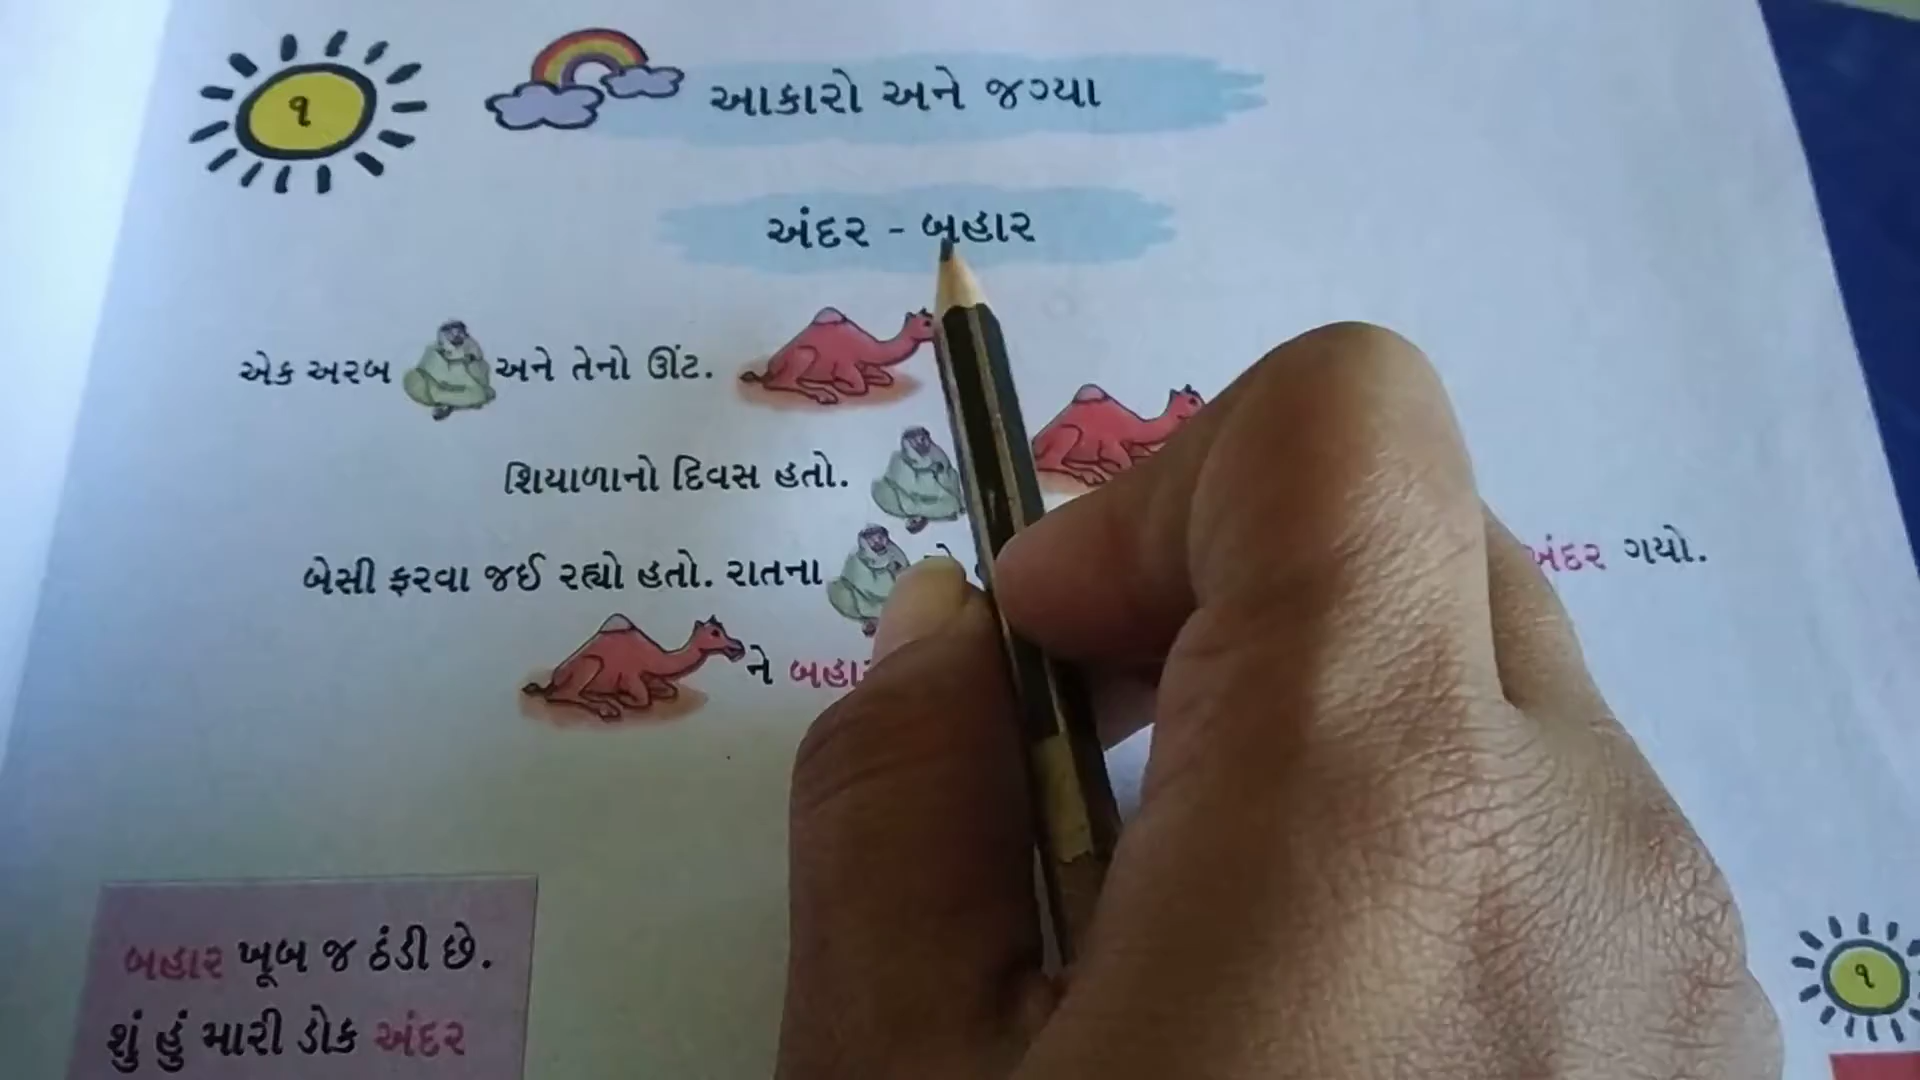 ૧
આકારો અને જગ્યા
અંદર - બહાર
એક અરબ અને તેનો ઊંટ.
શિયાળાનો દિવસ હતો.
બેસી ફરવા જઈ રહ્યો હતો. રાતના અંદર ગયો.
ને બહાર
બહાર ખૂબ જ ઠંડી છે.
શું હું મારી ડોક અંદર
૧